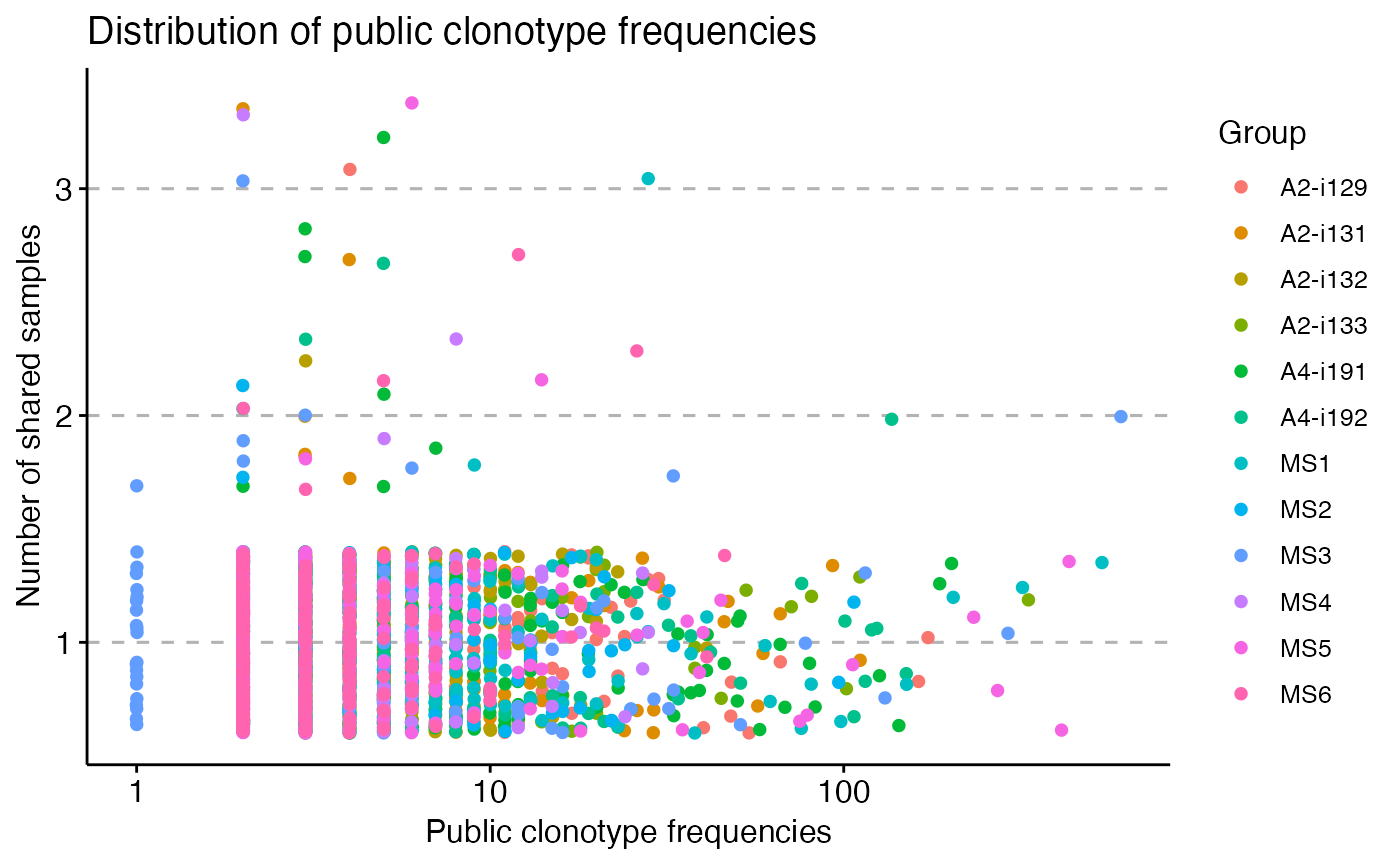 Distribution of public clonotype frequencies
Number of shared samples
3
2
1
1
10
100
Public clonotype frequencies
Group
A2-i129
A2-i131
A2-i132
A2-i133
A4-i191
A4-i192
MS1
MS2
MS3
MS4
MS5
MS6